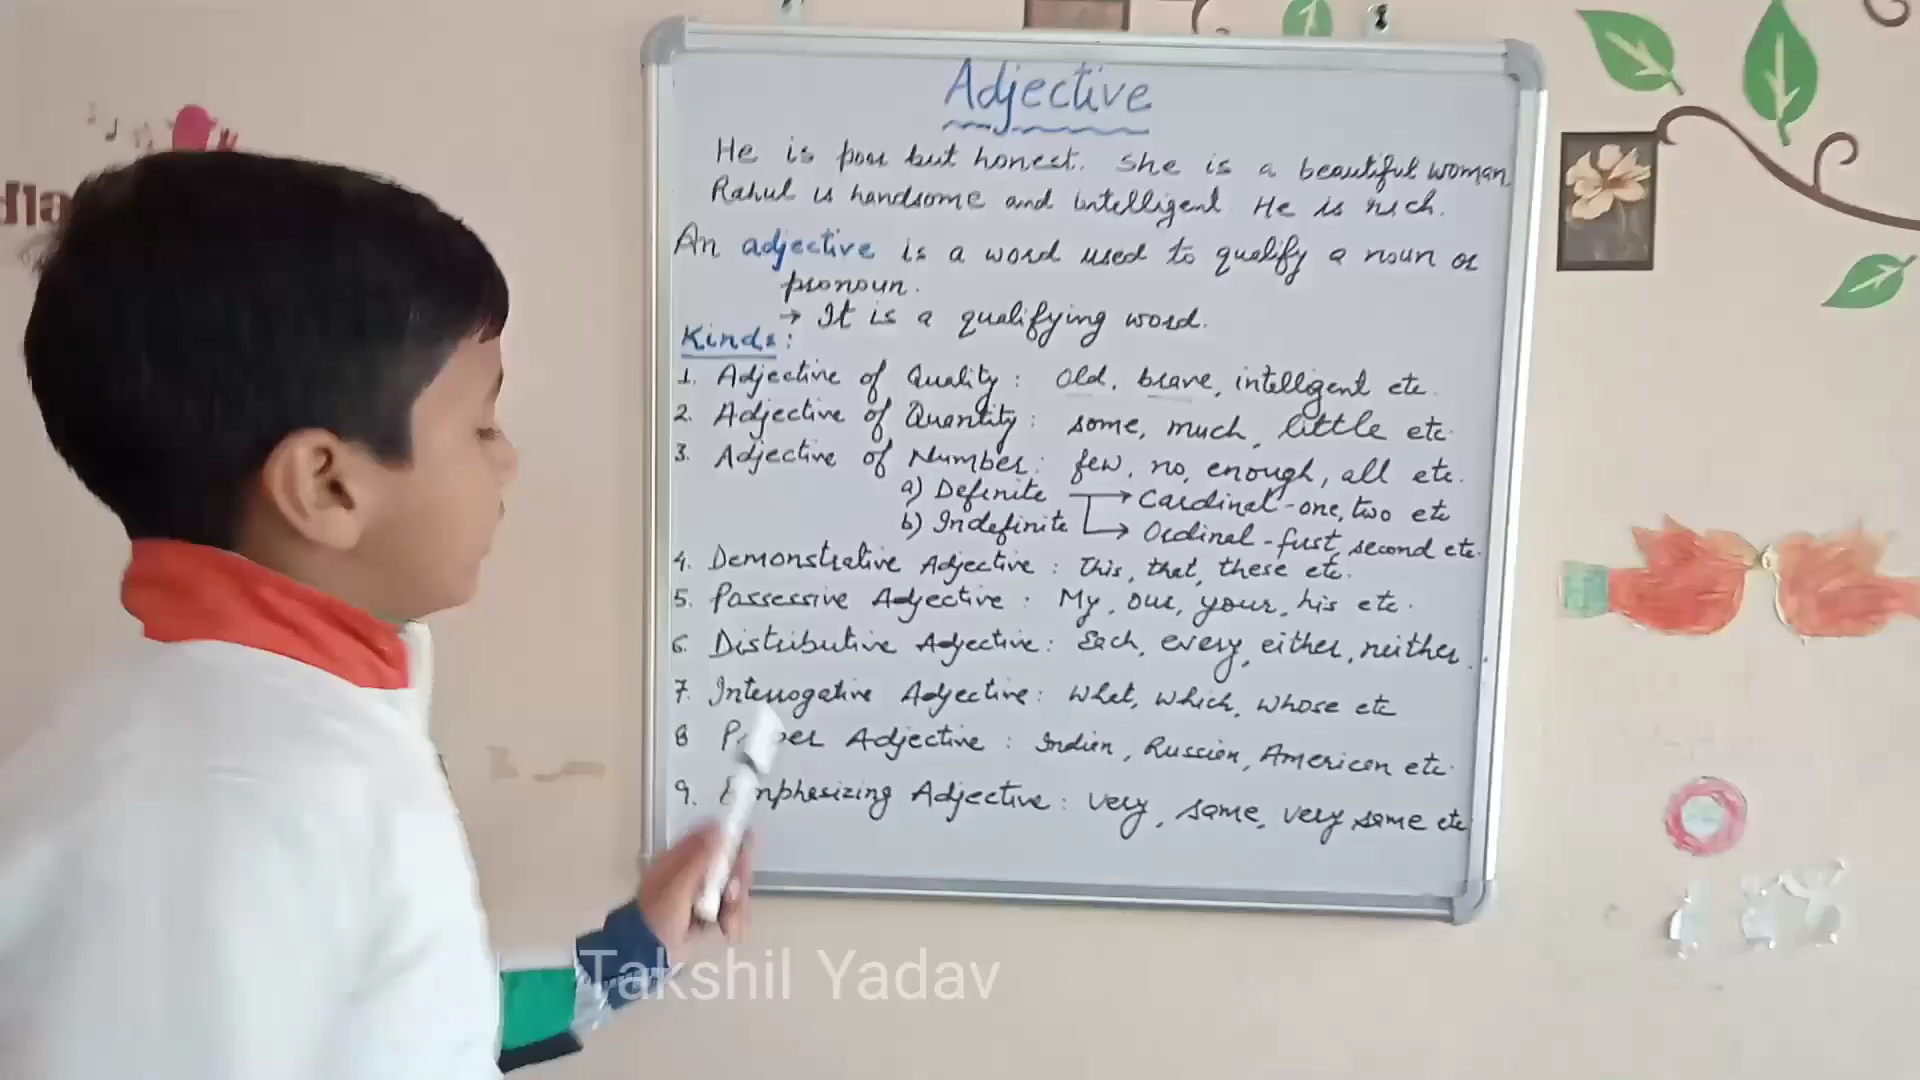 Adjective
He is poor but honest. She is a beautiful woman
Rahul is handsome and intelligent. He is rich.
An adjective is a word used to qualify a noun or
pronoun.
→ It is a qualifying word.
Kinds:
1. Adjective of Quality: Old, brave, intelligent etc.
2. Adjective of Quantity: some, much, little etc.
3. Adjective of Number: few, no, enough, all etc.
a) Definite → Cardinal - one, two etc
b) Indefinite → Ordinal - first, second etc.
4. Demonstrative Adjective: This, that, these etc.
5. Possessive Adjective: My, our, your, his etc.
6. Distributive Adjective: Each, every, either, neither..
7. Interrogative Adjective: What, which, whose etc
8 Adjective: Indian, Russian, American etc.
9. Emphasizing Adjective: Very, same, very same etc
Takshil Yadav